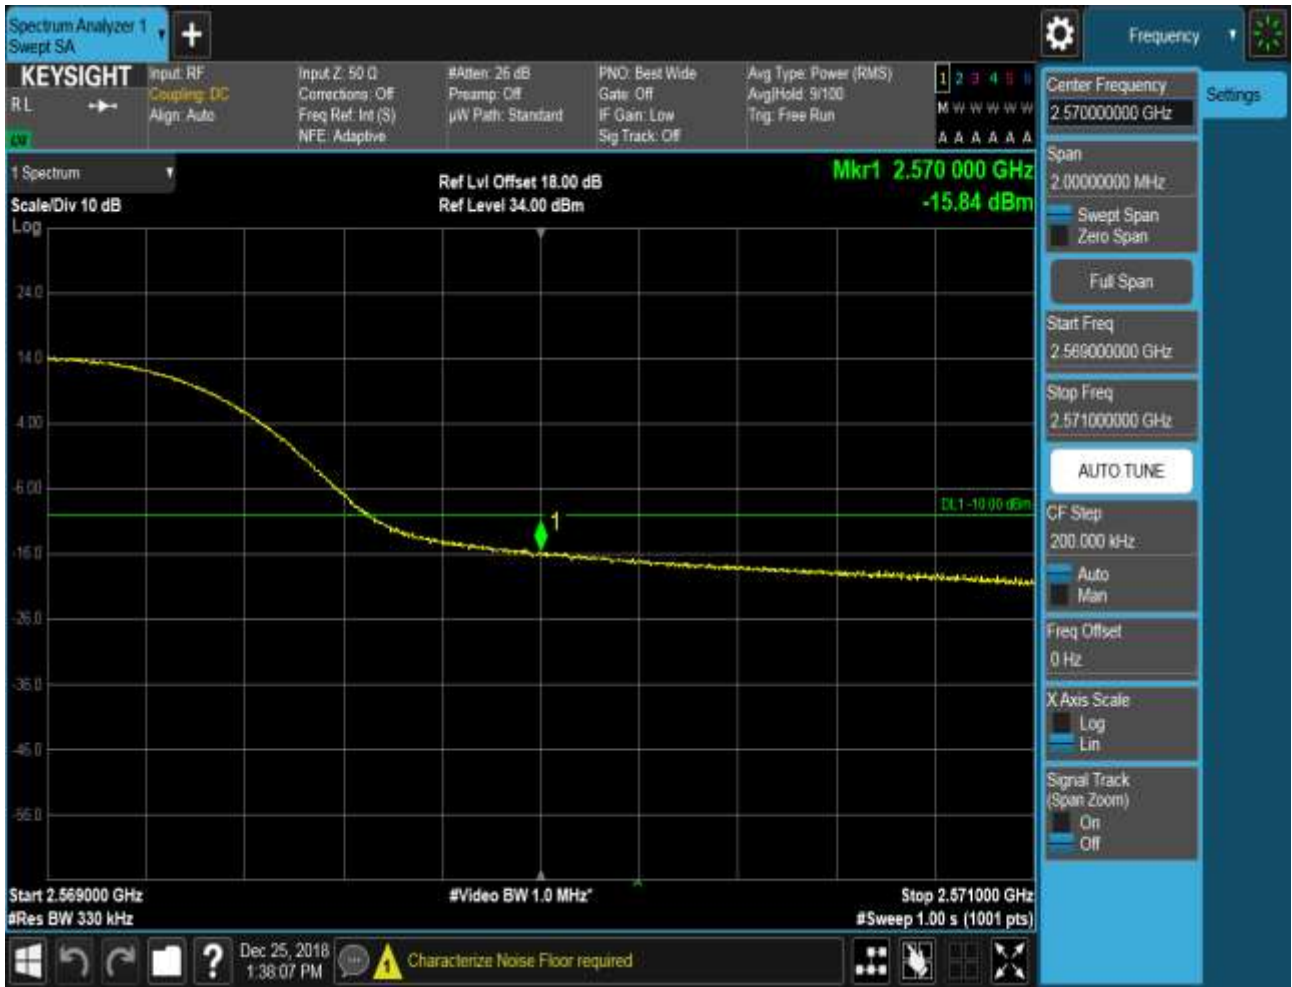 Spectrum Analyzer 1
Swept SA
+
Frequency
KEYSIGHT
RL
Input: RF
Coupling: DC
Align: Auto
Input Z: 50 Ω
Corrections: Off
Freq Ref: Int (S)
NFE: Adaptive
#Atten: 26 dB
Preamp: Off
µW Path: Standard
PNO: Best Wide
Gate: Off
IF Gain: Low
Sig Track: Off
Avg Type: Power (RMS)
Avg|Hold: 9/100
Trig: Free Run
1 2 3 4 5 6
M W W W W W
A A A A A A
1 Spectrum
Scale/Div 10 dB
Log
Ref Lvl Offset 18.00 dB
Ref Level 34.00 dBm
Mkr1 2.570 000 GHz
-15.84 dBm
24.0
14.0
4.00
-6.00
-16.0
-26.0
-36.0
-46.0
-56.0
1
DL1 -10.00 dBm
Start 2.569000 GHz
#Res BW 330 kHz
#Video BW 1.0 MHz*
Stop 2.571000 GHz
#Sweep 1.00 s (1001 pts)
Center Frequency
2.570000000 GHz
Settings
Span
2.00000000 MHz
Swept Span
Zero Span
Full Span
Start Freq
2.569000000 GHz
Stop Freq
2.571000000 GHz
AUTO TUNE
CF Step
200.000 kHz
Auto
Man
Freq Offset
0 Hz
X Axis Scale
Log
Lin
Signal Track
(Span Zoom)
On
Off
?
Dec 25, 2018
1:38:07 PM
1
Characterize Noise Floor required